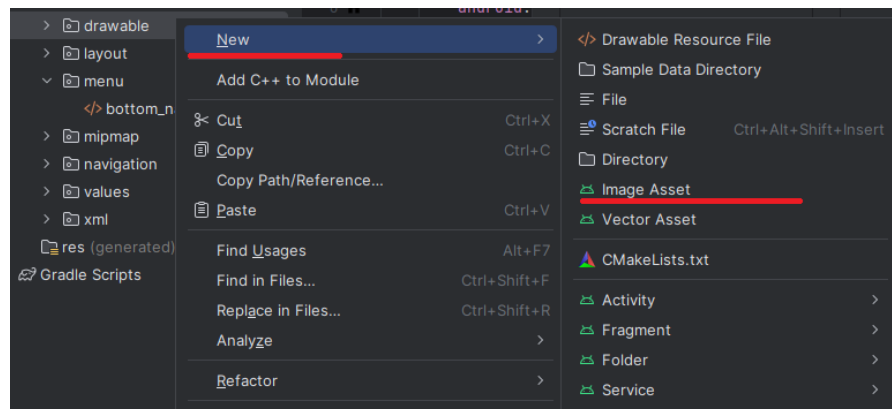 android:
drawable
layout
menu
bottom_n
mipmap
navigation
values
xml
res (generated)
Gradle Scripts
New
Add C++ to Module
Cut Ctrl+X
Copy Ctrl+C
Copy Path/Reference...
Paste Ctrl+V
Find Usages Alt+F7
Find in Files... Ctrl+Shift+F
Replace in Files... Ctrl+Shift+R
Analyze
Refactor
Drawable Resource File
Sample Data Directory
File
Scratch File Ctrl+Alt+Shift+Insert
Directory
Image Asset
Vector Asset
CMakeLists.txt
Activity
Fragment
Folder
Service